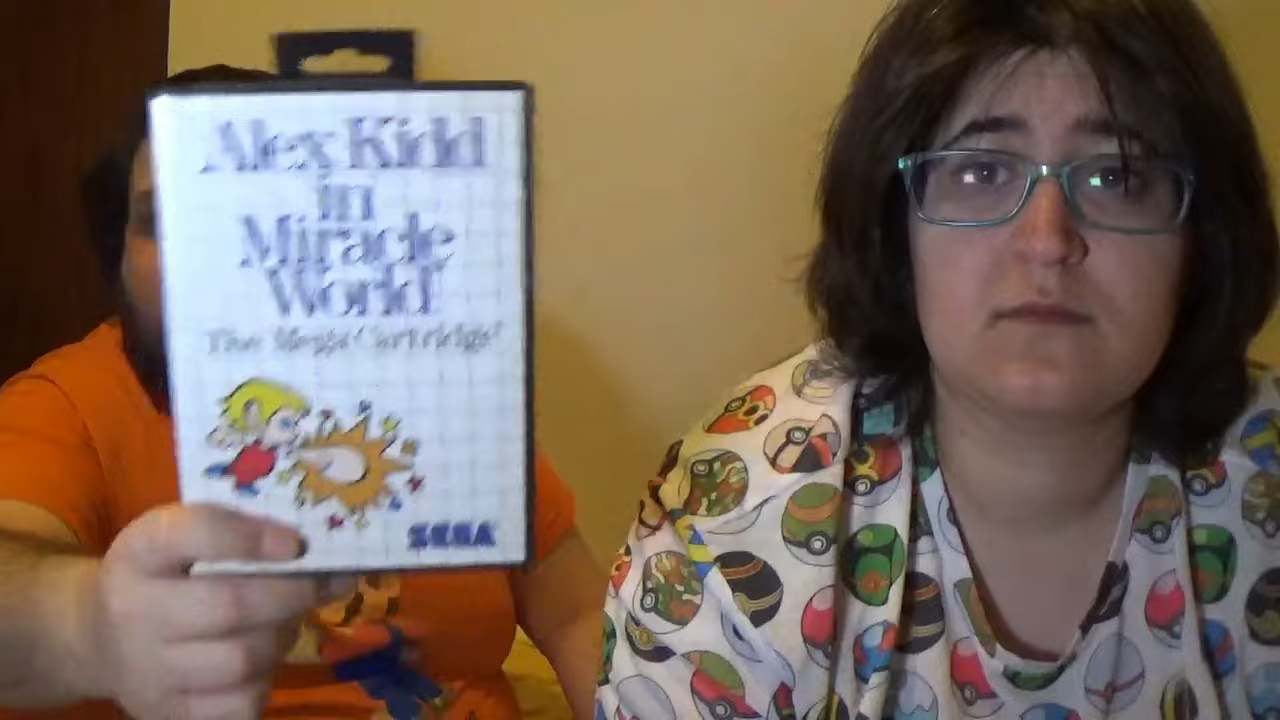 Alex Kidd
in
Miracle
World
The Mega Cartridge
SEGA